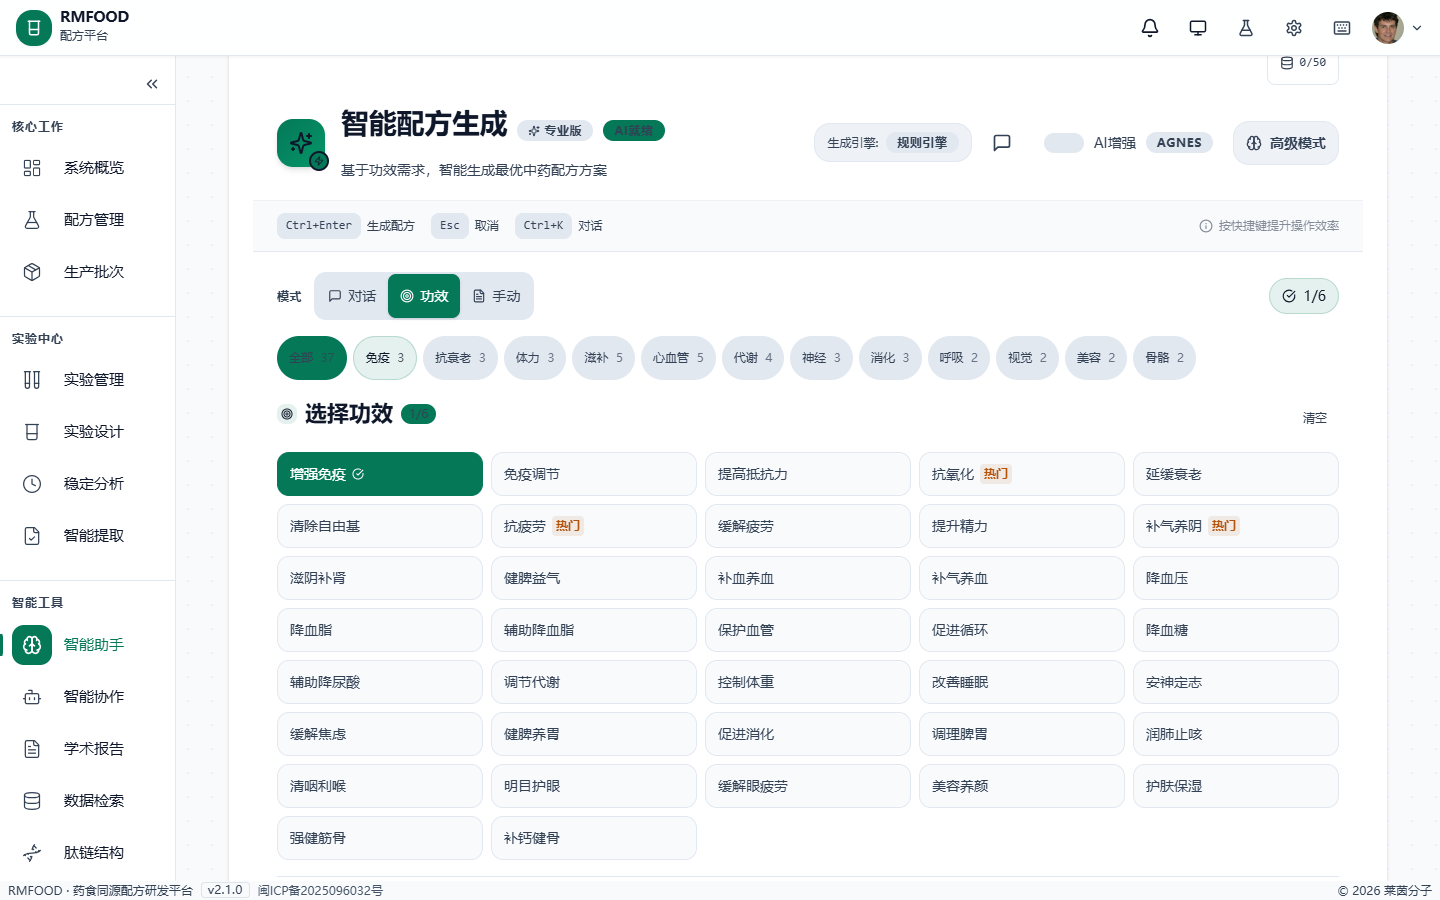 RMFOOD
配方平台
核心工作
系统概览
配方管理
生产批次
实验中心
实验管理
实验设计
稳定分析
智能提取
智能工具
智能助手
智能协作
学术报告
数据检索
肽链结构
0/50
智能配方生成 专业版 AI就绪
基于功效需求，智能生成最优中药配方方案
生成引擎: 规则引擎 AI增强 AGNES 高级模式
Ctrl+Enter 生成配方 Esc 取消 Ctrl+K 对话 按快捷键提升操作效率
模式 对话 功效 手动 1/6
全部 37 免疫 3 抗衰老 3 体力 3 滋补 5 心血管 5 代谢 4 神经 3 消化 3 呼吸 2 视觉 2 美容 2 骨骼 2
选择功效 1/6 清空
增强免疫 免疫调节 提高抵抗力 抗氧化 热门 延缓衰老
清除自由基 抗疲劳 热门 缓解疲劳 提升精力 补气养阴 热门
滋阴补肾 健脾益气 补血养血 补气养血 降血压
降血脂 辅助降血脂 保护血管 促进循环 降血糖
辅助降尿酸 调节代谢 控制体重 改善睡眠 安神定志
缓解焦虑 健脾养胃 促进消化 调理脾胃 润肺止咳
清咽利喉 明目护眼 缓解眼疲劳 美容养颜 护肤保湿
强健筋骨 补钙健骨
RMFOOD · 药食同源配方研发平台 v2.1.0 闽ICP备2025096032号 © 2026 莱茵分子